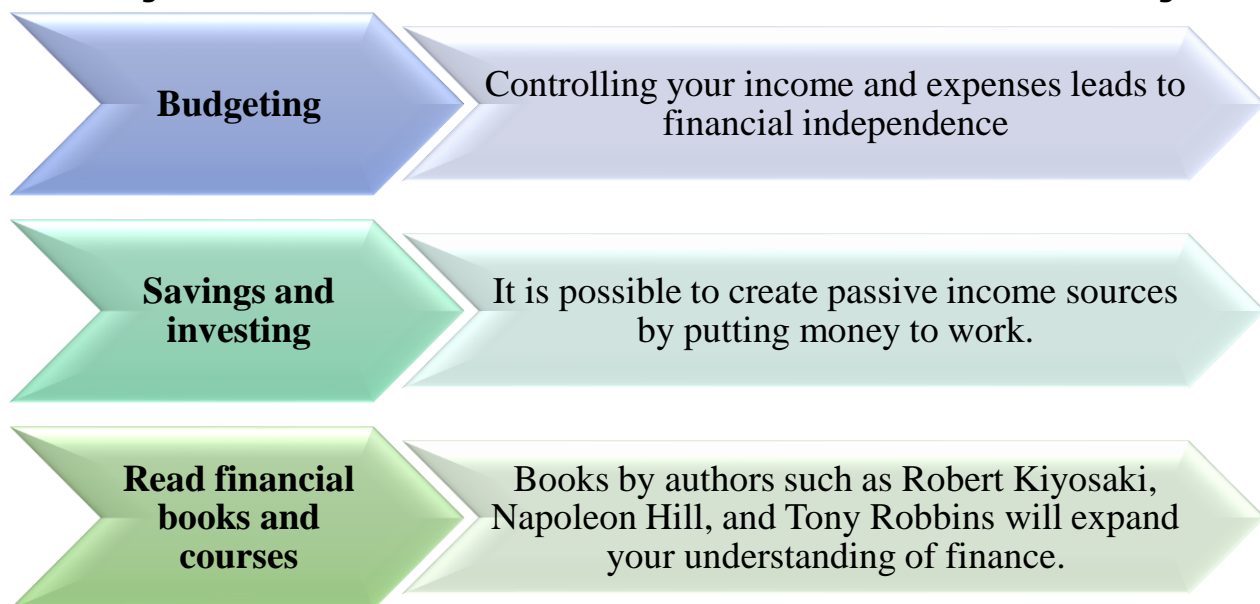 Budgeting
Controlling your income and expenses leads to
financial independence
Savings and
investing
It is possible to create passive income sources
by putting money to work.
Read financial
books and
courses
Books by authors such as Robert Kiyosaki,
Napoleon Hill, and Tony Robbins will expand
your understanding of finance.